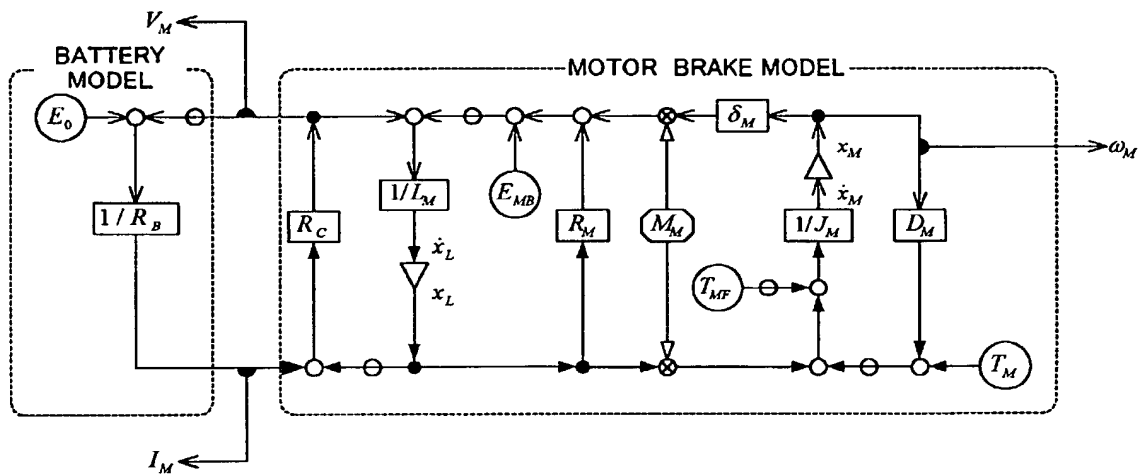 V_M
BATTERY
MODEL
MOTOR BRAKE MODEL
E_0
δ_M
x_M
ω_M
1/L_M
E_MB
ẋ_M
1/R_B
R_C
R_M
M_M
1/J_M
D_M
ẋ_L
x_L
T_MF
T_M
I_M